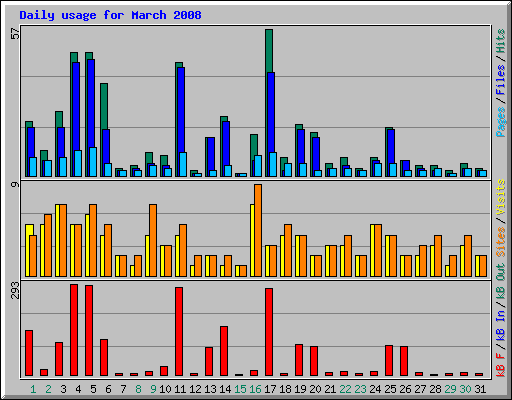 Daily usage for March 2008
57
Pages / Files / Hits
9
Sites / Visits
293
kB F / kB In / kB Out
1 2 3 4 5 6 7 8 9 10 11 12 13 14 15 16 17 18 19 20 21 22 23 24 25 26 27 28 29 30 31